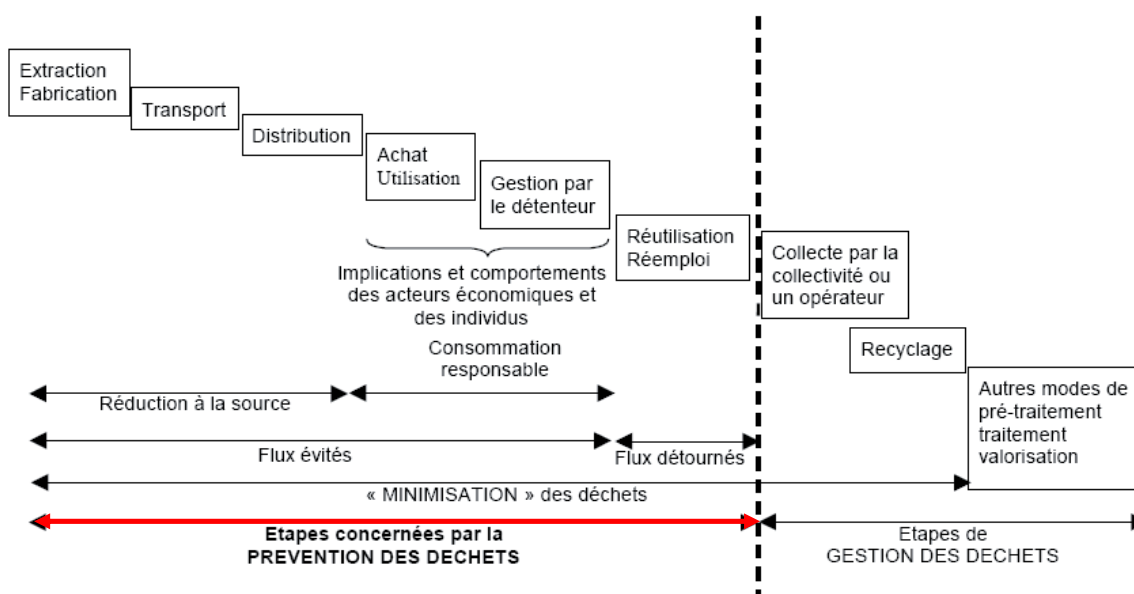 Extraction
Fabrication
Transport
Distribution
Achat
Utilisation
Gestion par
le détenteur
Réutilisation
Réemploi
Collecte par la
collectivité ou
un opérateur
Implications et comportements
des acteurs économiques et
des individus
Consommation
responsable
Recyclage
Autres modes de
pré-traitement
traitement
valorisation
Réduction à la source
Flux évités
Flux détournés
« MINIMISATION » des déchets
Etapes concernées par la
PREVENTION DES DECHETS
Etapes de
GESTION DES DECHETS